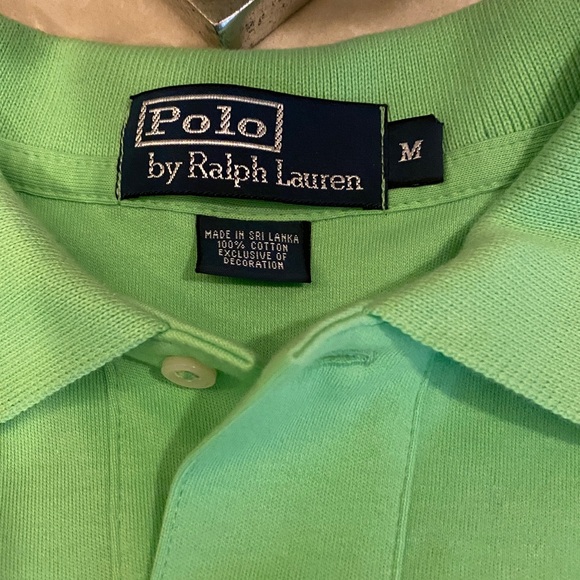 Polo
by Ralph Lauren
M
MADE IN SRI LANKA
100% COTTON
EXCLUSIVE OF
DECORATION